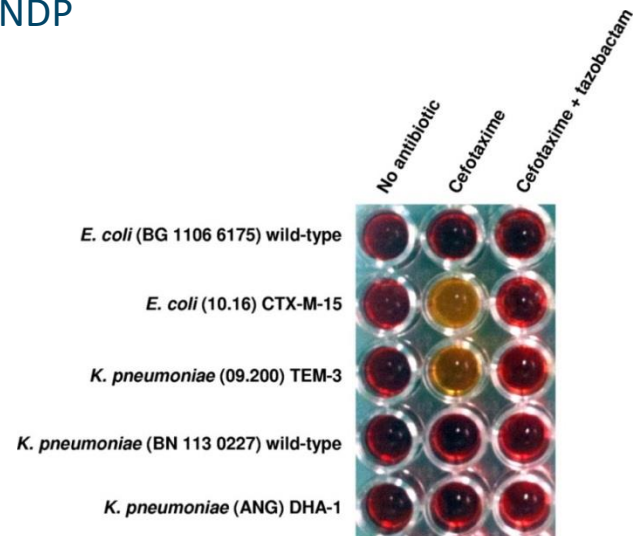 NDP
No antibiotic
Cefotaxime
Cefotaxime + tazobactam
E. coli (BG 1106 6175) wild-type
E. coli (10.16) CTX-M-15
K. pneumoniae (09.200) TEM-3
K. pneumoniae (BN 113 0227) wild-type
K. pneumoniae (ANG) DHA-1